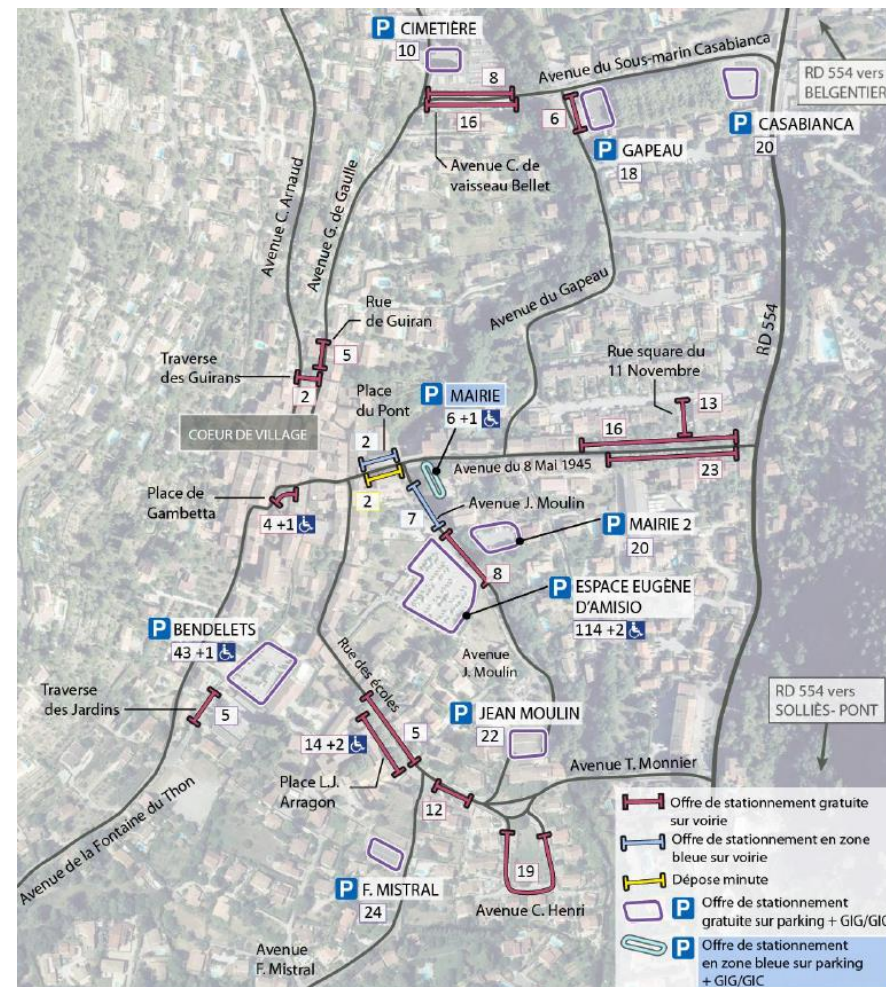 P CIMETIÈRE
10
8
Avenue du Sous-marin Casabianca
RD 554 vers
BELGENTIER
16
6
P CASABIANCA
20
P GAPEAU
18
Avenue C. de
vaisseau Bellet
Avenue C. Arnaud
Avenue G. de Gaulle
Avenue du Gapeau
RD 554
Rue
de Guiran
5
Traverse
des Guirans
2
Rue square du
11 Novembre
13
Place
du Pont
P MAIRIE
6 +1
COEUR DE VILLAGE
2
16
Avenue du 8 Mai 1945
23
Place de
Gambetta
4 +1
2
7
Avenue J. Moulin
P MAIRIE 2
20
8
P ESPACE EUGÈNE
D'AMISIO
114 +2
P BENDELETS
43 +1
Avenue
J. Moulin
Rue des écoles
Traverse
des Jardins
5
RD 554 vers
SOLLIÈS- PONT
P JEAN MOULIN
22
14 +2
5
Place L.J.
Arragon
Avenue T. Monnier
12
Avenue de la Fontaine du Thon
19
P F. MISTRAL
24
Avenue C. Henri
Avenue
F. Mistral
Offre de stationnement gratuite
sur voirie
Offre de stationnement en zone
bleue sur voirie
Dépose minute
P Offre de stationnement
gratuite sur parking + GIG/GIC
P Offre de stationnement
en zone bleue sur parking
+ GIG/GIC